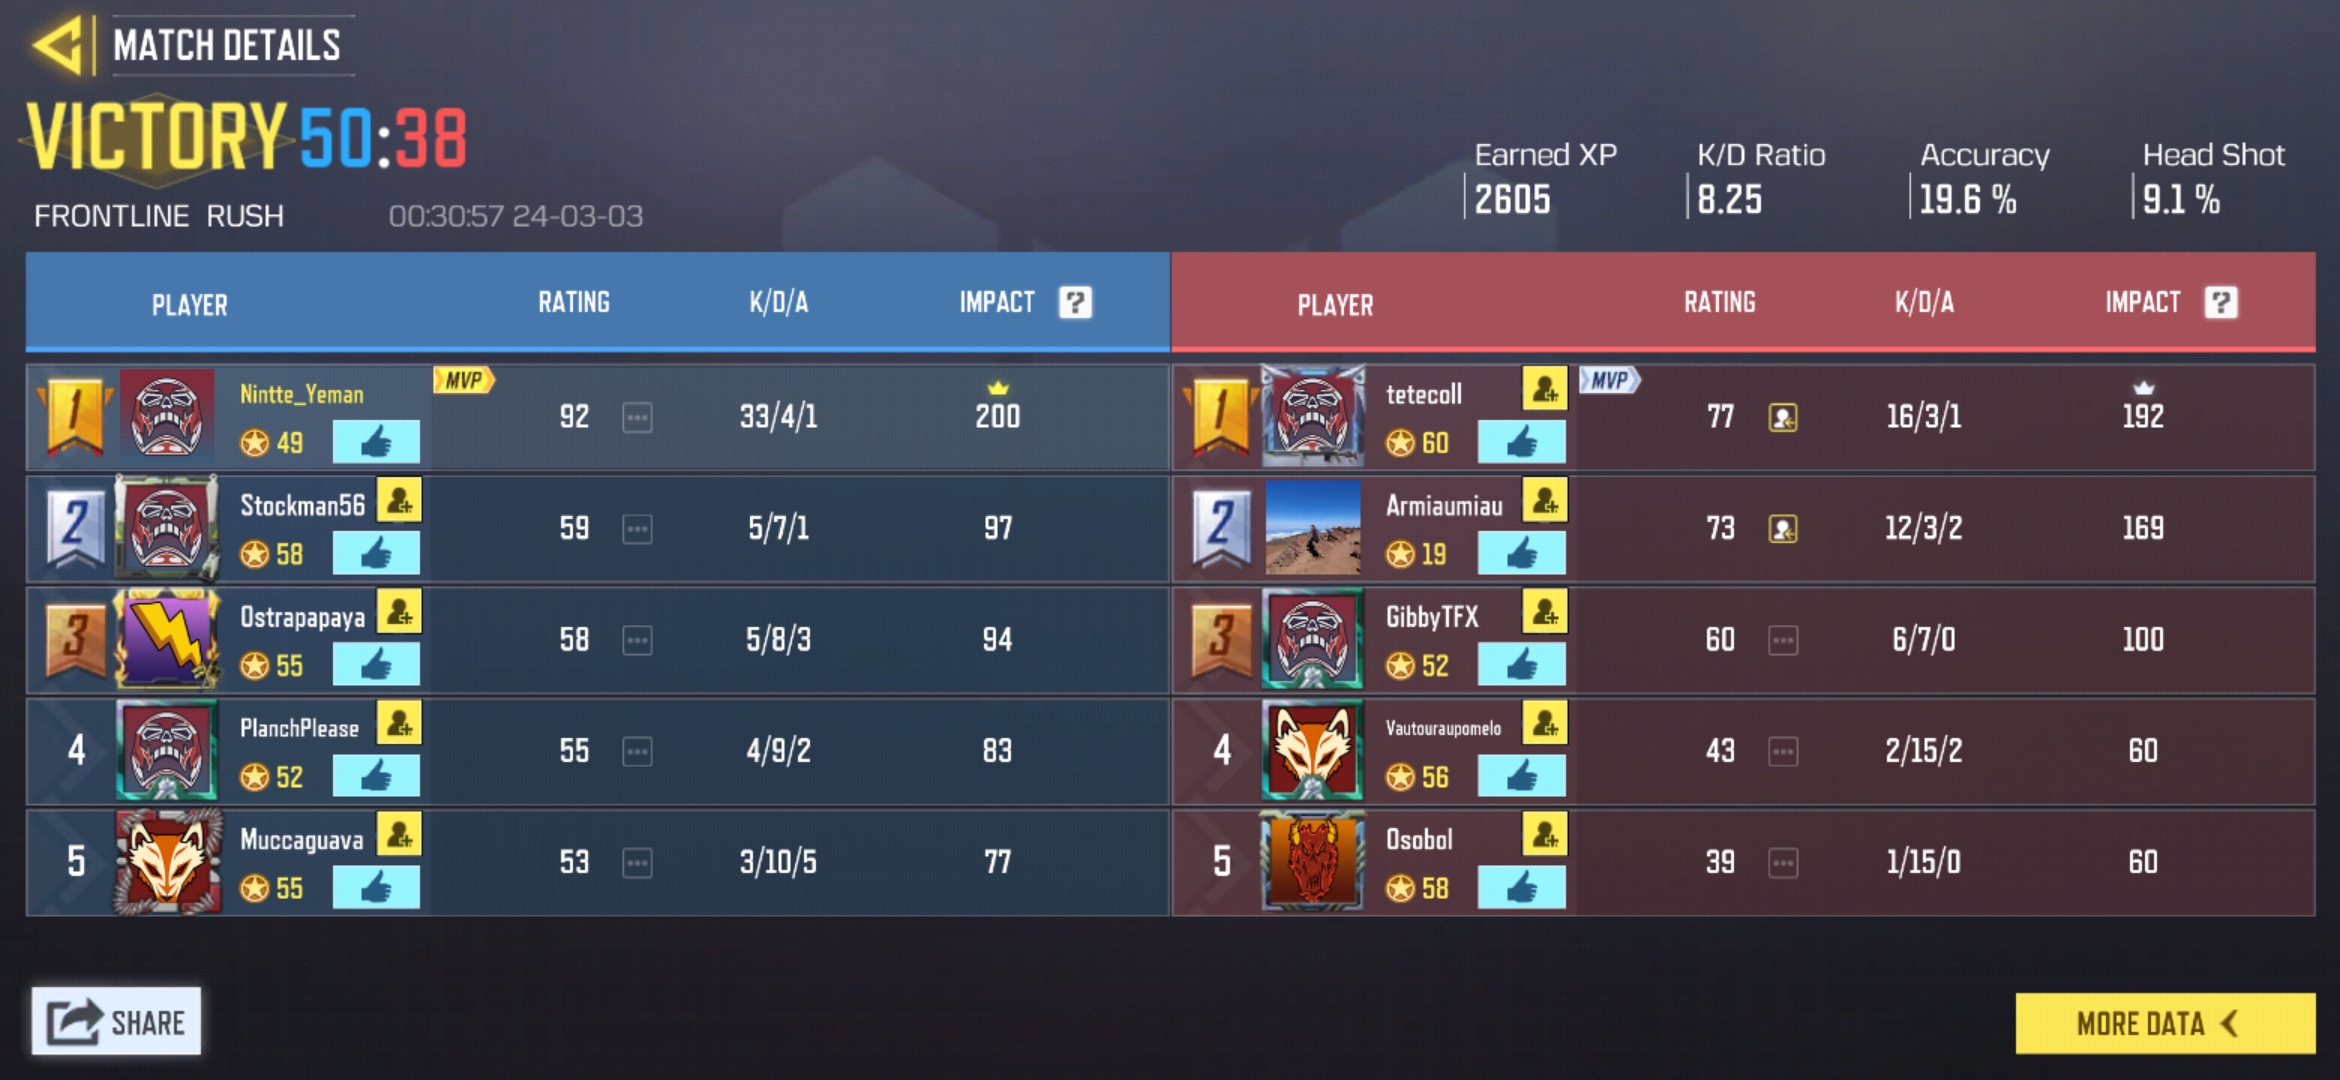 MATCH DETAILS
VICTORY 50:38
FRONTLINE RUSH 00:30:57 24-03-03
Earned XP K/D Ratio Accuracy Head Shot
2605 8.25 19.6 % 9.1 %
PLAYER RATING K/D/A IMPACT ?
1 Nintte_Yeman MVP 92 33/4/1 200
49
2 Stockman56 59 5/7/1 97
58
3 Ostrapapaya 58 5/8/3 94
55
4 PlanchPlease 55 4/9/2 83
52
5 Muccaguava 53 3/10/5 77
55
PLAYER RATING K/D/A IMPACT ?
1 tetecoll MVP 77 16/3/1 192
60
2 Armiaumiau 73 12/3/2 169
19
3 GibbyTFX 60 6/7/0 100
52
4 Vautouraupomelo 43 2/15/2 60
56
5 Osobol 39 1/15/0 60
58
SHARE
MORE DATA